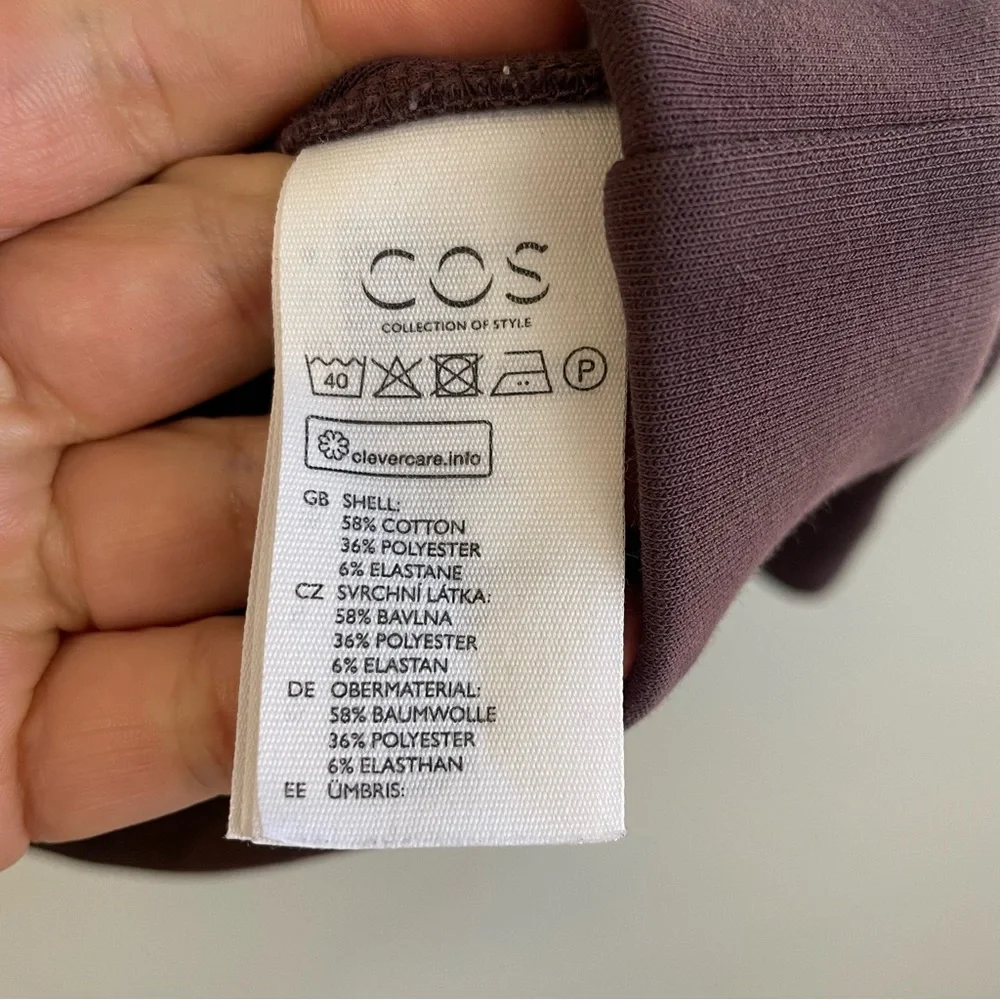 COS
COLLECTION OF STYLE
40 P
clevercare.info
GB SHELL:
58% COTTON
36% POLYESTER
6% ELASTANE
CZ SVRCHNÍ LÁTKA:
58% BAVLNA
36% POLYESTER
6% ELASTAN
DE OBERMATERIAL:
58% BAUMWOLLE
36% POLYESTER
6% ELASTHAN
EE ÜMBRIS: